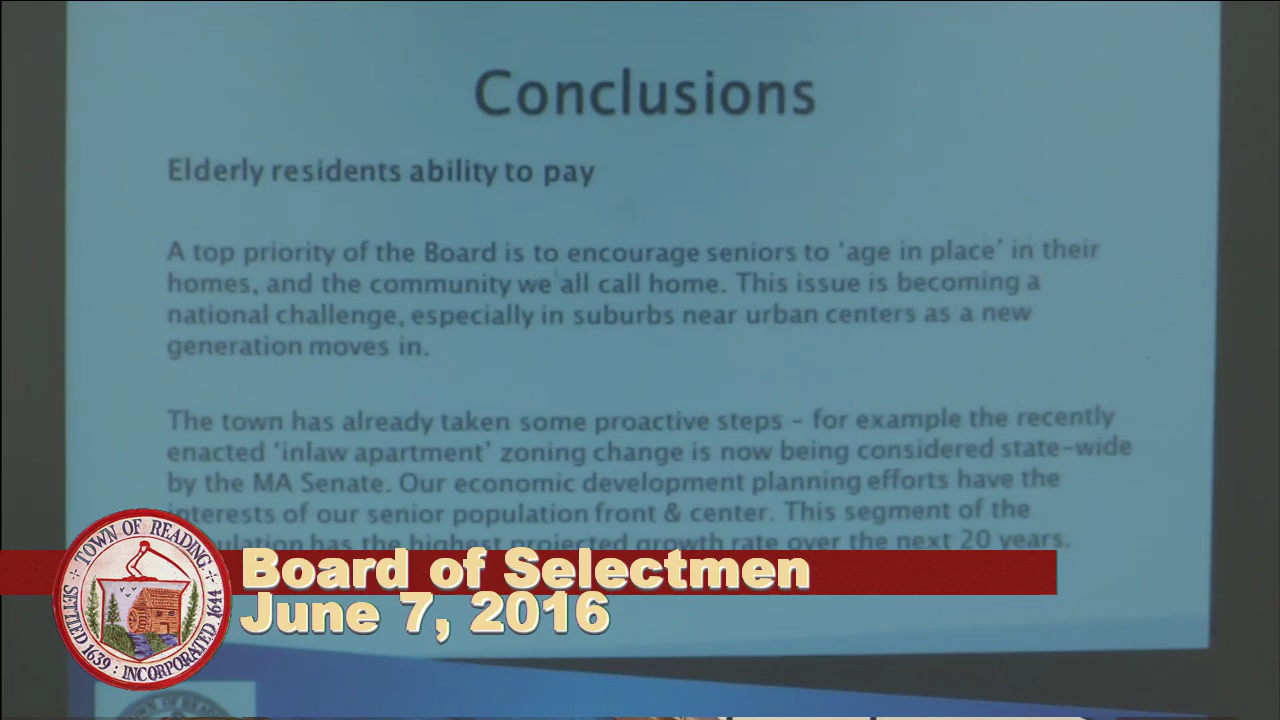 Conclusions
Elderly residents ability to pay
A top priority of the Board is to encourage seniors to ‘age in place’ in their
homes, and the community we all call home. This issue is becoming a
national challenge, especially in suburbs near urban centers as a new
generation moves in.
The town has already taken some proactive steps – for example the recently
enacted ‘inlaw apartment’ zoning change is now being considered state-wide
by the MA Senate. Our economic development planning efforts have the
interests of our senior population front & center. This segment of the
has the highest projected growth rate over the next 20 years.
Board of Selectmen
June 7, 2016
TOWN OF READING
SETTLED 1639 : INCORPORATED 1644
TOWN OF